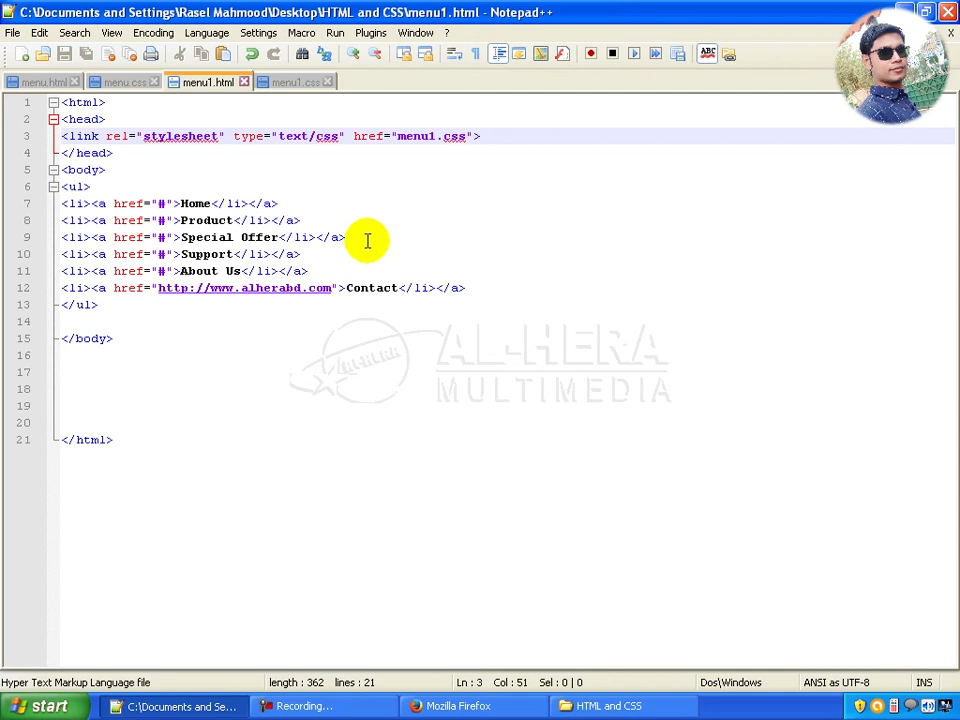 C:\Documents and Settings\Rasel Mahmood\Desktop\HTML and CSS\menu1.html - Notepad++
File Edit Search View Encoding Language Settings Macro Run Plugins Window ? X
ABC
menu.html menu.css menu1.html menu1.css
1 <html>
2 <head>
3 <link rel="stylesheet" type="text/css" href="menu1.css">
4 </head>
5 <body>
6 <ul>
7 <li><a href="#">Home</li></a>
8 <li><a href="#">Product</li></a>
9 <li><a href="#">Special Offer</li></a>
10 <li><a href="#">Support</li></a>
11 <li><a href="#">About Us</li></a>
12 <li><a href="http://www.alherabd.com">Contact</li></a>
13 </ul>
14
15 </body>
16
17
18
19
20
21 </html>
AL-HERA
AL-HERA
MULTIMEDIA
Hyper Text Markup Language file length : 362 lines : 21 Ln : 3 Col : 51 Sel : 0 | 0 Dos\Windows ANSI as UTF-8 INS
start C:\Documents and Se... Recording... Mozilla Firefox HTML and CSS